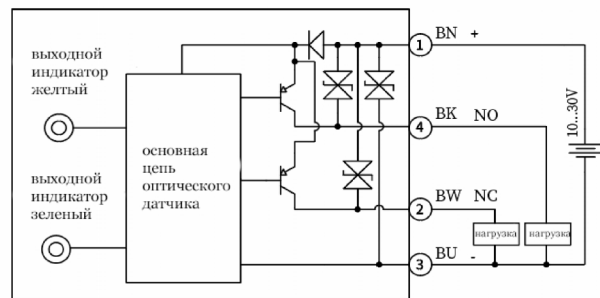 выходной
индикатор
желтый
выходной
индикатор
зеленый
основная
цепь
оптического
датчика
1 BN +
4 BK NO
2 BW NC
3 BU -
10...30V
нагрузка нагрузка